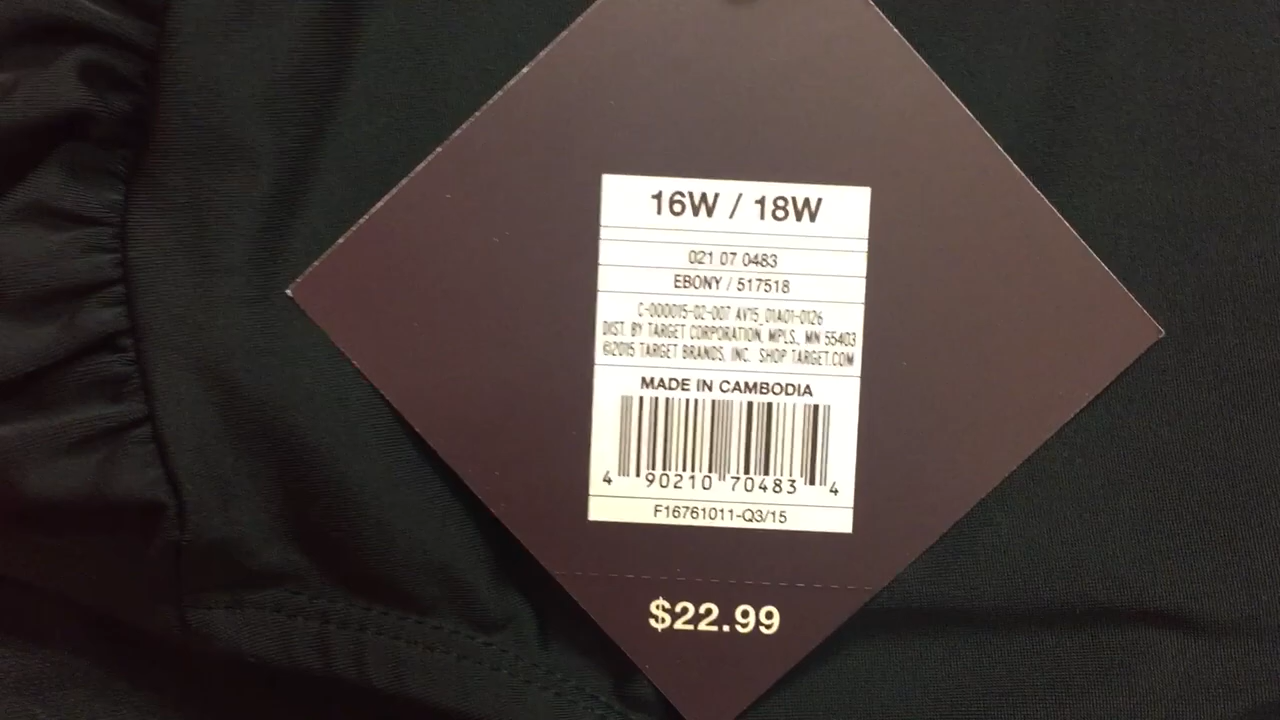 16W / 18W
021 07 0483
EBONY / 517518
C-000015-02-007 AV15_01A01-0126
DIST. BY TARGET CORPORATION, MPLS., MN 55403
©2015 TARGET BRANDS, INC. SHOP TARGET.COM
MADE IN CAMBODIA
4 90210 70483 4
F16761011-Q3/15
$22.99